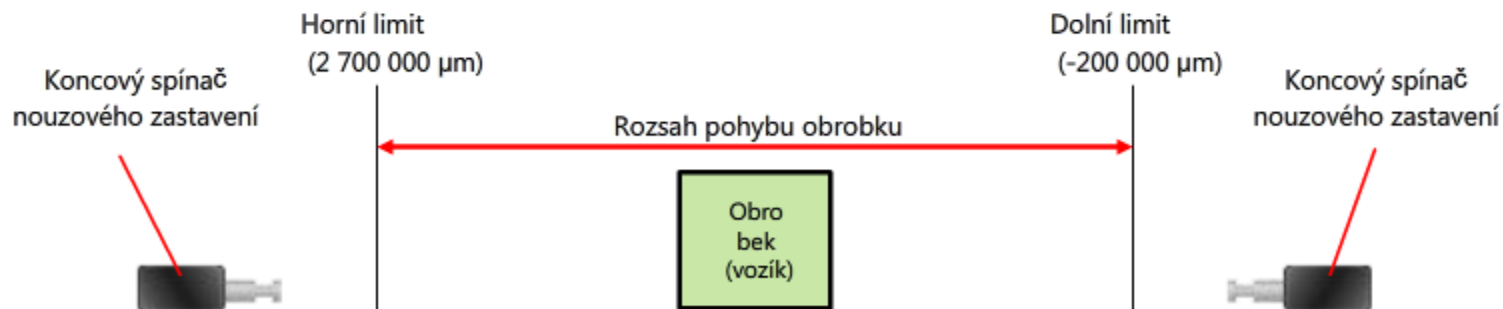 Horní limit
(2 700 000 µm)
Dolní limit
(-200 000 µm)
Koncový spínač
nouzového zastavení
Koncový spínač
nouzového zastavení
Rozsah pohybu obrobku
Obro
bek
(vozík)